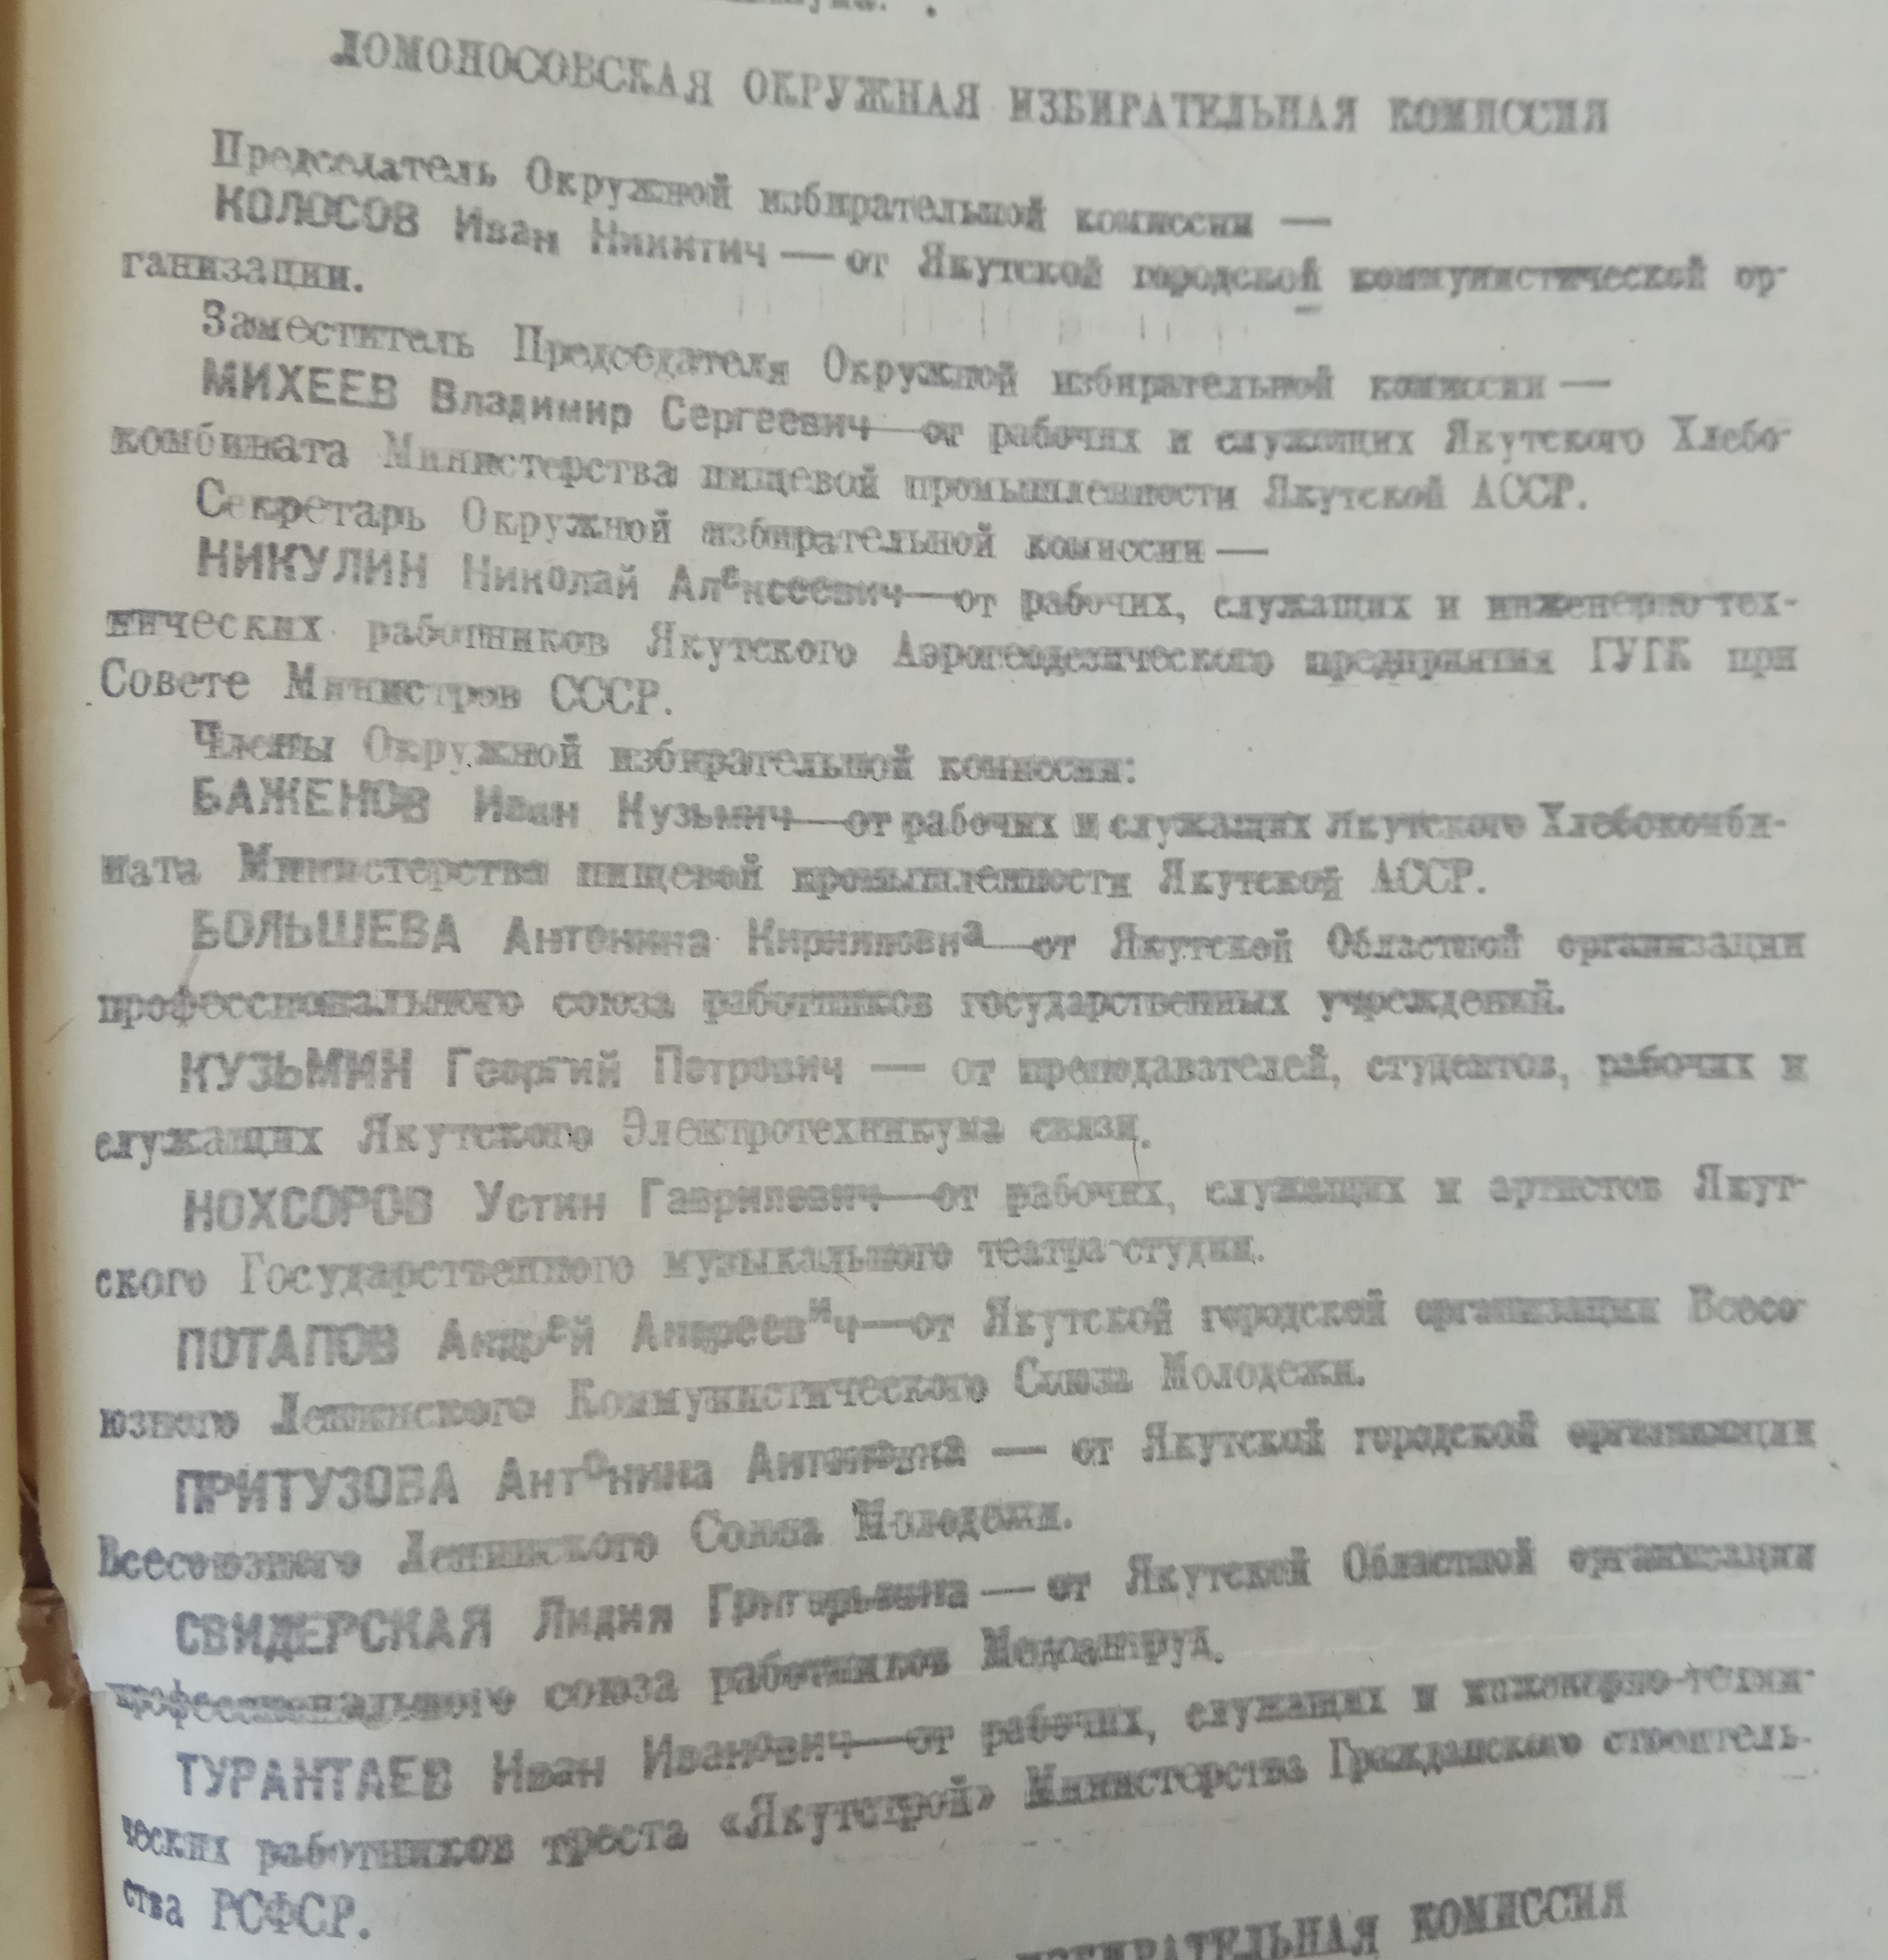 ЛОМОНОСОВСКАЯ ОКРУЖНАЯ ИЗБИРАТЕЛЬНАЯ КОМИССИЯ
Председатель Окружной избирательной комиссии —
КОЛОСОВ Иван Никитич — от Якутской городской коммунистической ор-
ганизации.
Заместитель Председателя Окружной избирательной комиссии —
МИХЕЕВ Владимир Сергеевич — от рабочих и служащих Якутского Хлебо-
комбината Министерства пищевой промышленности Якутской АССР.
Секретарь Окружной избирательной комиссии —
НИКУЛИН Николай Алексеевич — от рабочих, служащих и инженерно-тех-
нических работников Якутского Аэрогеодезического предприятия ГУГК при
Совете Министров СССР.
Члены Окружной избирательной комиссии:
БАЖЕНОВ Иван Кузьмич — от рабочих и служащих Якутского Хлебокомби-
ната Министерства пищевой промышленности Якутской АССР.
БОЛЬШЕВА Антонина Кирилловна — от Якутской Областной организации
профессионального союза работников государственных учреждений.
КУЗЬМИН Георгий Петрович — от преподавателей, студентов, рабочих и
служащих Якутского Электротехникума связи.
НОХСОРОВ Устин Гаврилович — от рабочих, служащих и артистов Якут-
ского Государственного музыкального театра-студии.
ПОТАПОВ Андрей Андреевич — от Якутской городской организации Всесо-
юзного Ленинского Коммунистического Союза Молодежи.
ПРИТУЗОВА Антонина Антоновна — от Якутской городской организации
Всесоюзного Ленинского Союза Молодежи.
СВИДЕРСКАЯ Лидия Григорьевна — от Якутской Областной организации
профессионального союза работников Медсантруд.
ТУРАНТАЕВ Иван Иванович — от рабочих, служащих и инженерно-техни-
ческих работников треста «Якутстрой» Министерства Гражданского строитель-
ства РСФСР.
ИЗБИРАТЕЛЬНАЯ КОМИССИЯ